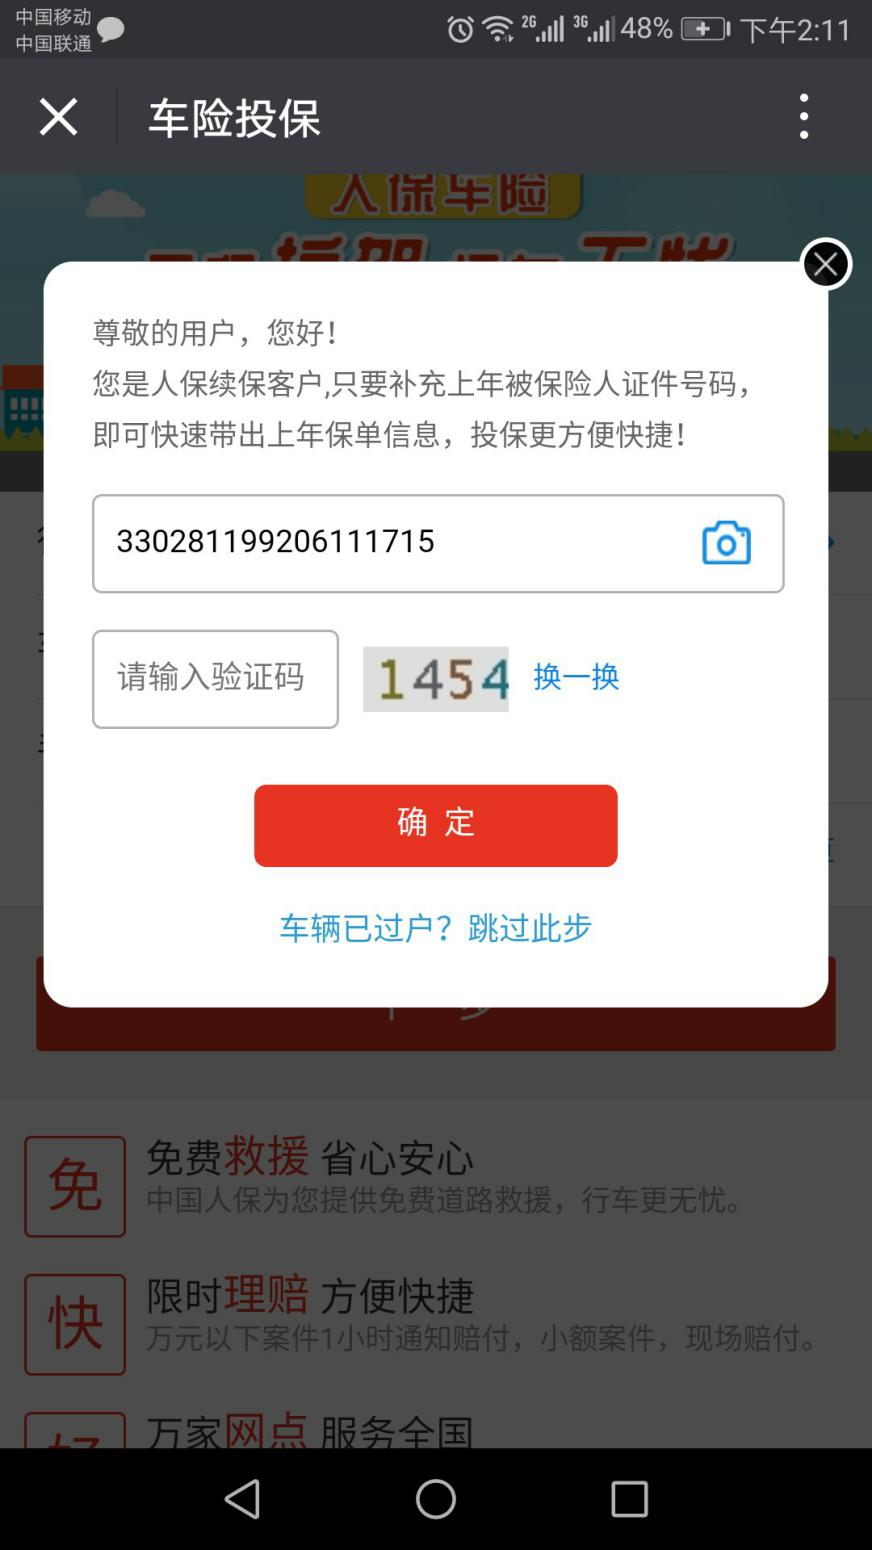 中国移动
中国联通
2G
3G
48%
下午2:11
车险投保
人保车险
尊敬的用户，您好！
您是人保续保客户,只要补充上年被保险人证件号码，
即可快速带出上年保单信息，投保更方便快捷！
330281199206111715
请输入验证码
1454
换一换
确 定
车辆已过户？跳过此步
免
免费救援 省心安心
中国人保为您提供免费道路救援，行车更无忧。
快
限时理赔 方便快捷
万元以下案件1小时通知赔付，小额案件，现场赔付。
万家网点 服务全国